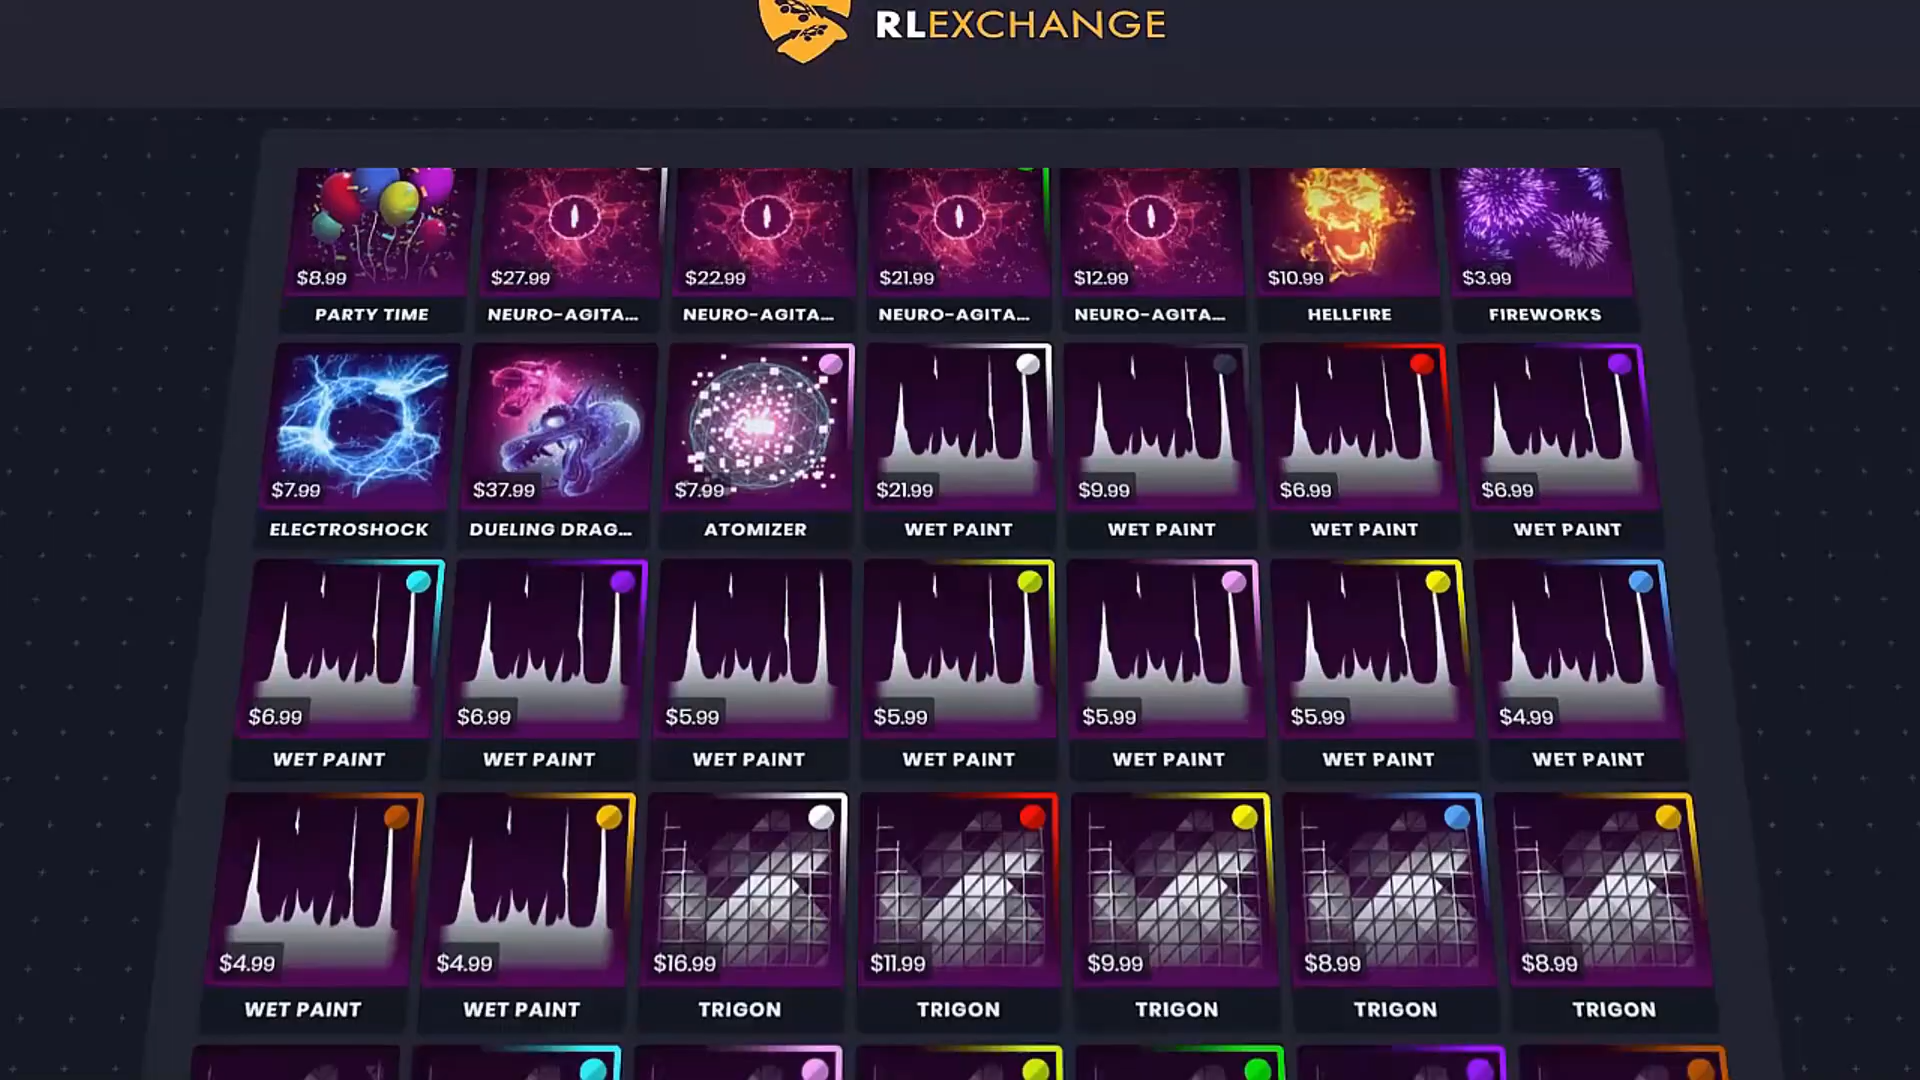 RLEXCHANGE
$8.99 $27.99 $22.99 $21.99 $12.99 $10.99 $3.99
PARTY TIME NEURO-AGITA... NEURO-AGITA... NEURO-AGITA... NEURO-AGITA... HELLFIRE FIREWORKS
$7.99 $37.99 $7.99 $21.99 $9.99 $6.99 $6.99
ELECTROSHOCK DUELING DRAG... ATOMIZER WET PAINT WET PAINT WET PAINT WET PAINT
$6.99 $6.99 $5.99 $5.99 $5.99 $5.99 $4.99
WET PAINT WET PAINT WET PAINT WET PAINT WET PAINT WET PAINT WET PAINT
$4.99 $4.99 $16.99 $11.99 $9.99 $8.99 $8.99
WET PAINT WET PAINT TRIGON TRIGON TRIGON TRIGON TRIGON